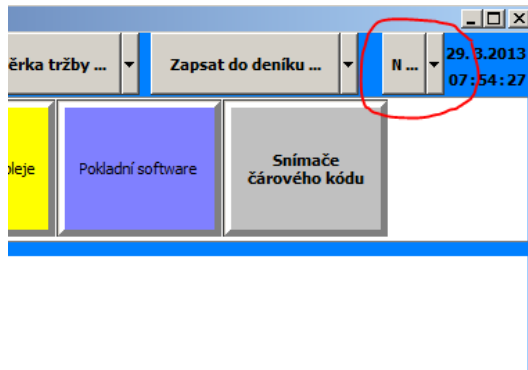 ěrka tržby ...
Zapsat do deníku ...
N ...
29. 3.2013
07:54:27
oleje
Pokladní software
Snímače
čárového kódu